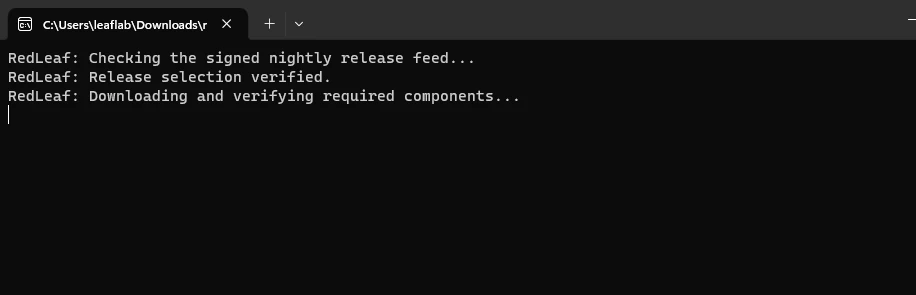 C:\Users\leaflab\Downloads\r
RedLeaf: Checking the signed nightly release feed...
RedLeaf: Release selection verified.
RedLeaf: Downloading and verifying required components...